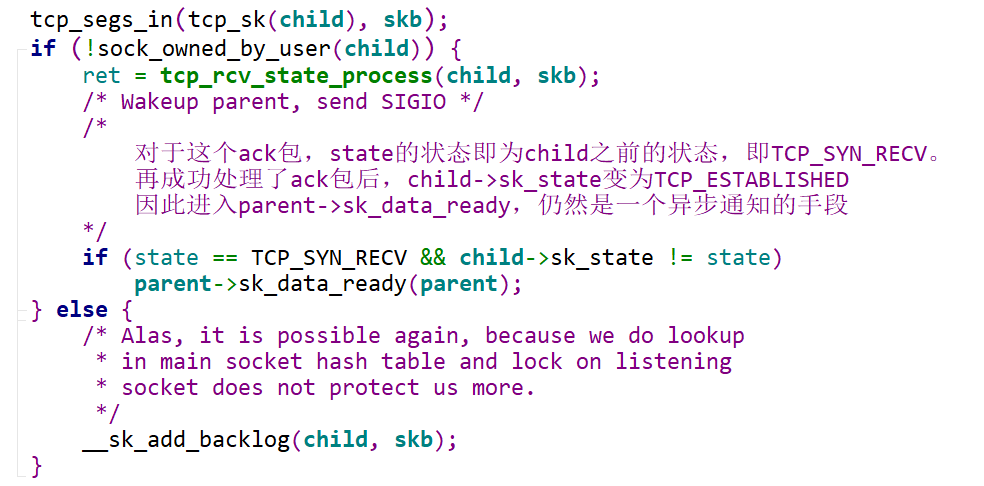 tcp_segs_in(tcp_sk(child), skb);
if (!sock_owned_by_user(child)) {
ret = tcp_rcv_state_process(child, skb);
/* Wakeup parent, send SIGIO */
/*
对于这个ack包，state的状态即为child之前的状态，即TCP_SYN_RECV。
再成功处理了ack包后，child->sk_state变为TCP_ESTABLISHED
因此进入parent->sk_data_ready，仍然是一个异步通知的手段
*/
if (state == TCP_SYN_RECV && child->sk_state != state)
parent->sk_data_ready(parent);
} else {
/* Alas, it is possible again, because we do lookup
* in main socket hash table and lock on listening
* socket does not protect us more.
*/
__sk_add_backlog(child, skb);
}